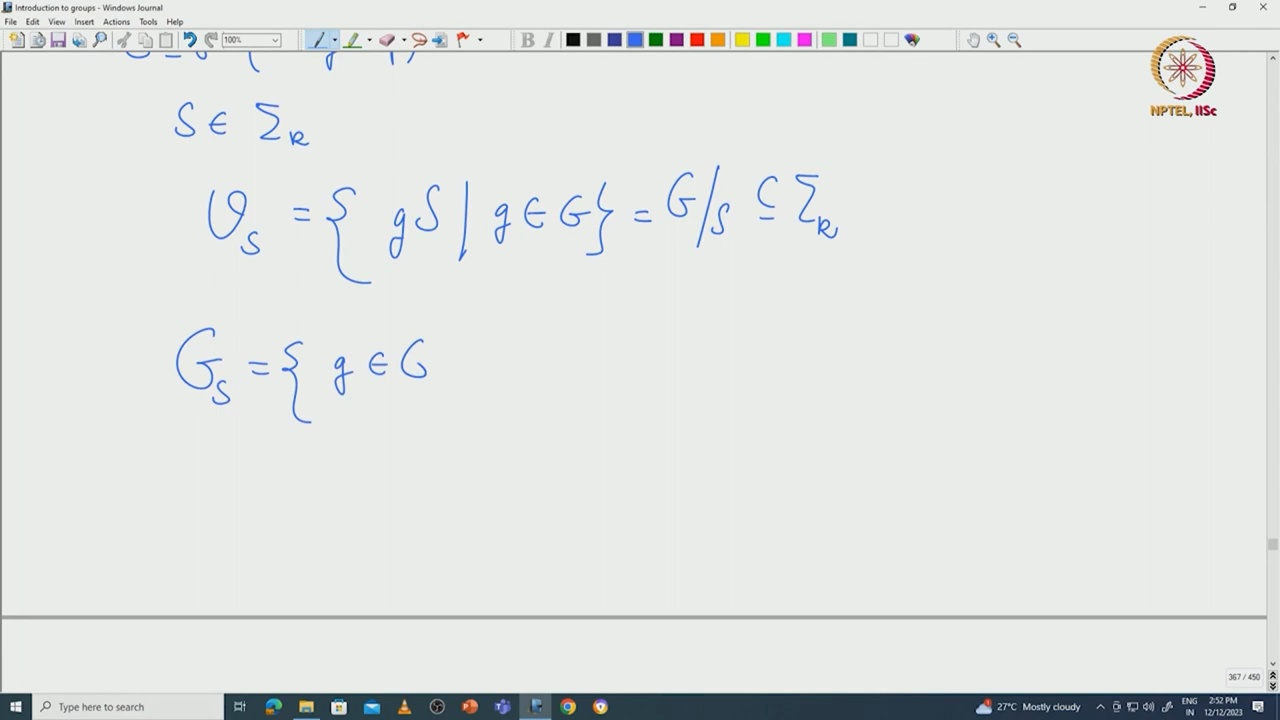 Introduction to groups - Windows Journal
File Edit View Insert Actions Tools Help
100%
NPTEL, IISc
S ∈ Σ_k
O_S = { gS | g ∈ G} = G/S ⊆ Σ_k
G_S = { g ∈ G
367 / 450
Type here to search
27°C Mostly cloudy
ENG
IN
2:52 PM
12/12/2023